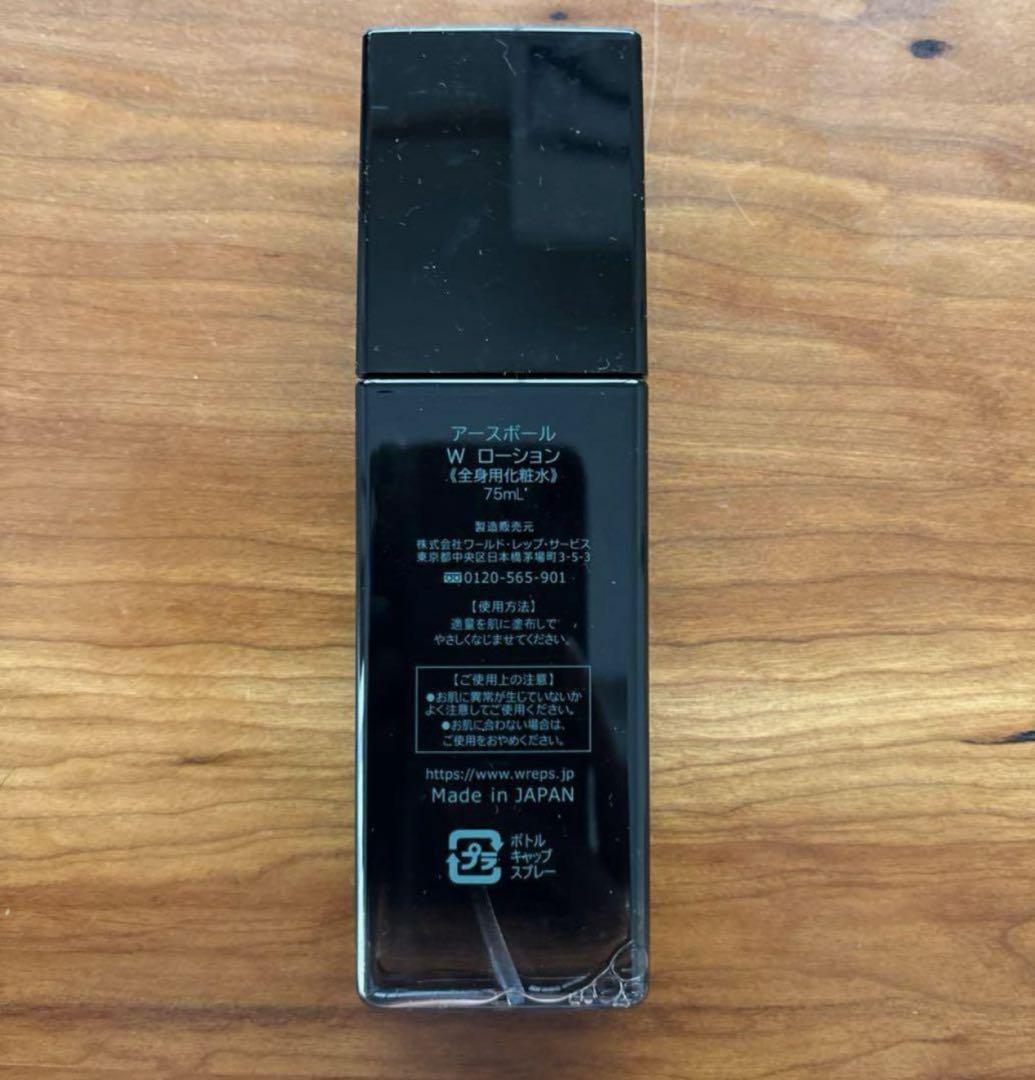 アースボール
W ローション
《全身用化粧水》
75mL
製造販売元
株式会社ワールド・レップ・サービス
東京都中央区日本橋茅場町3-5-3
0120-565-901
【使用方法】
適量を肌に塗布して
やさしくなじませてください。
【ご使用上の注意】
●お肌に異常が生じていないか
よく注意してご使用ください。
●お肌に合わない場合は、
ご使用をおやめください。
https://www.wreps.jp
Made in JAPAN
プラ
ボトル
キャップ
スプレー